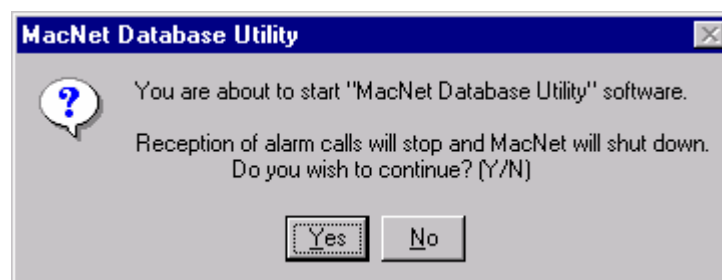 MacNet Database Utility
?
You are about to start "MacNet Database Utility" software.
Reception of alarm calls will stop and MacNet will shut down.
Do you wish to continue? (Y/N)
Yes No